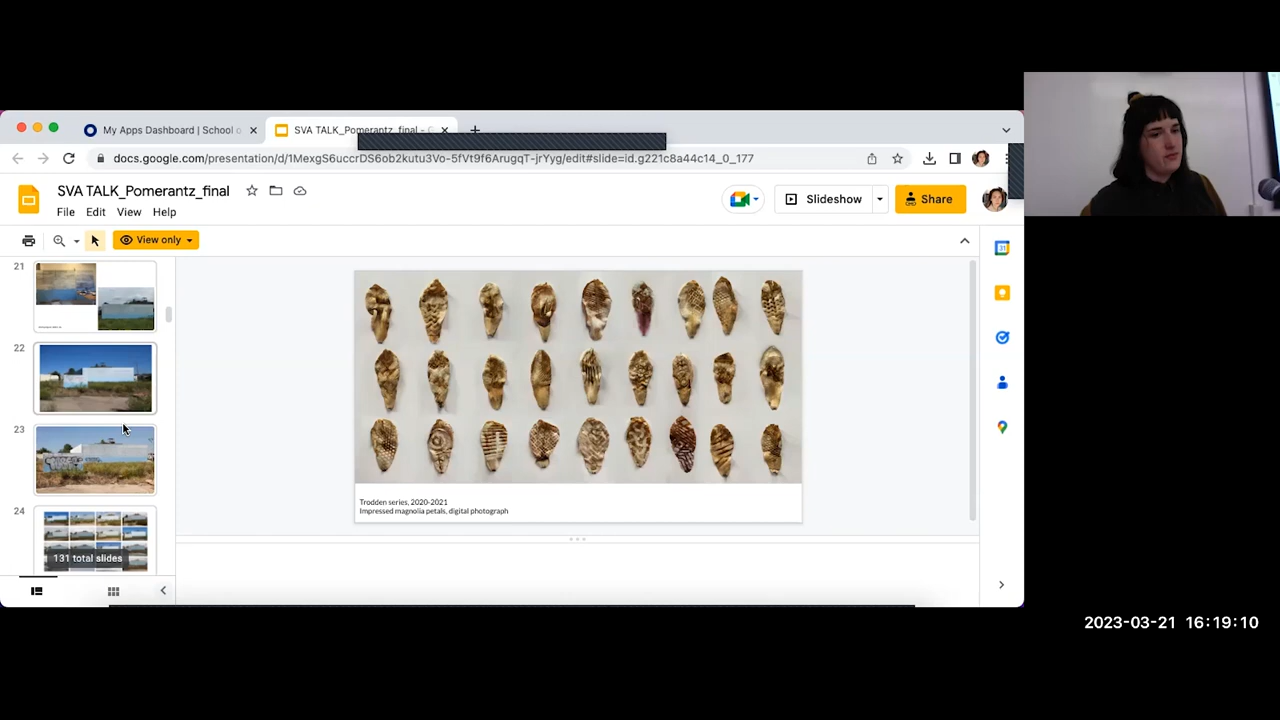 My Apps Dashboard | School o
SVA TALK_Pomerantz_final - G
docs.google.com/presentation/d/1MexgS6uccrDS6ob2kutu3Vo-5fVt9f6ArugqT-jrYyg/edit#slide=id.g221c8a44c14_0_177
SVA TALK_Pomerantz_final
File Edit View Help
Slideshow
Share
View only
21
22
23
24
131 total slides
Trodden series, 2020-2021
Impressed magnolia petals, digital photograph
31
2023-03-21 16:19:10